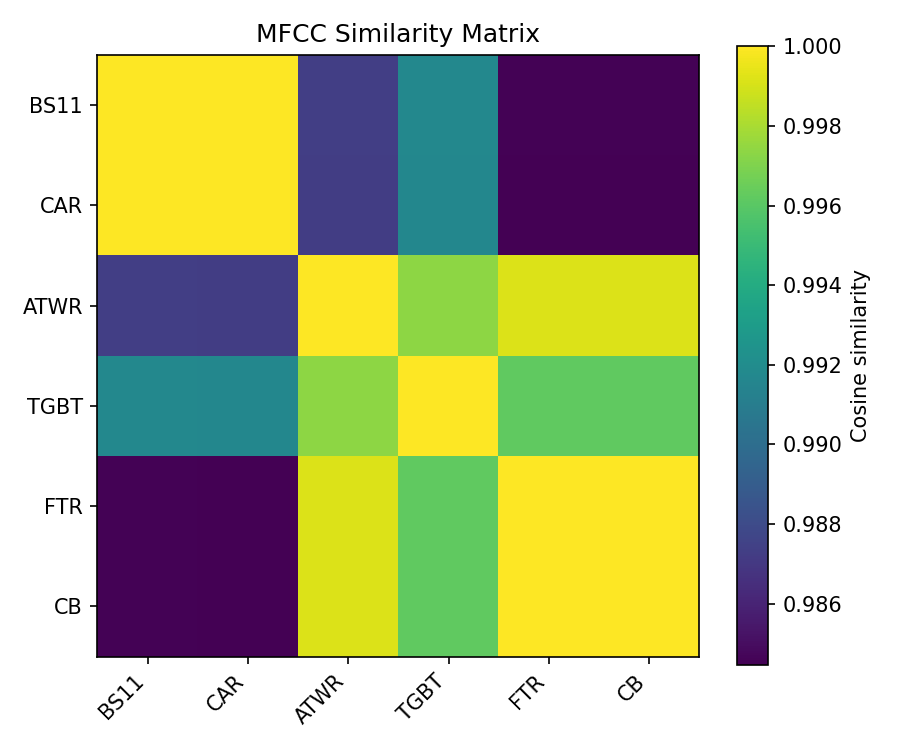 MFCC Similarity Matrix
BS11
CAR
ATWR
TGBT
FTR
CB
BS11
CAR
ATWR
TGBT
FTR
CB
1.000
0.998
0.996
0.994
0.992
0.990
0.988
0.986
Cosine similarity